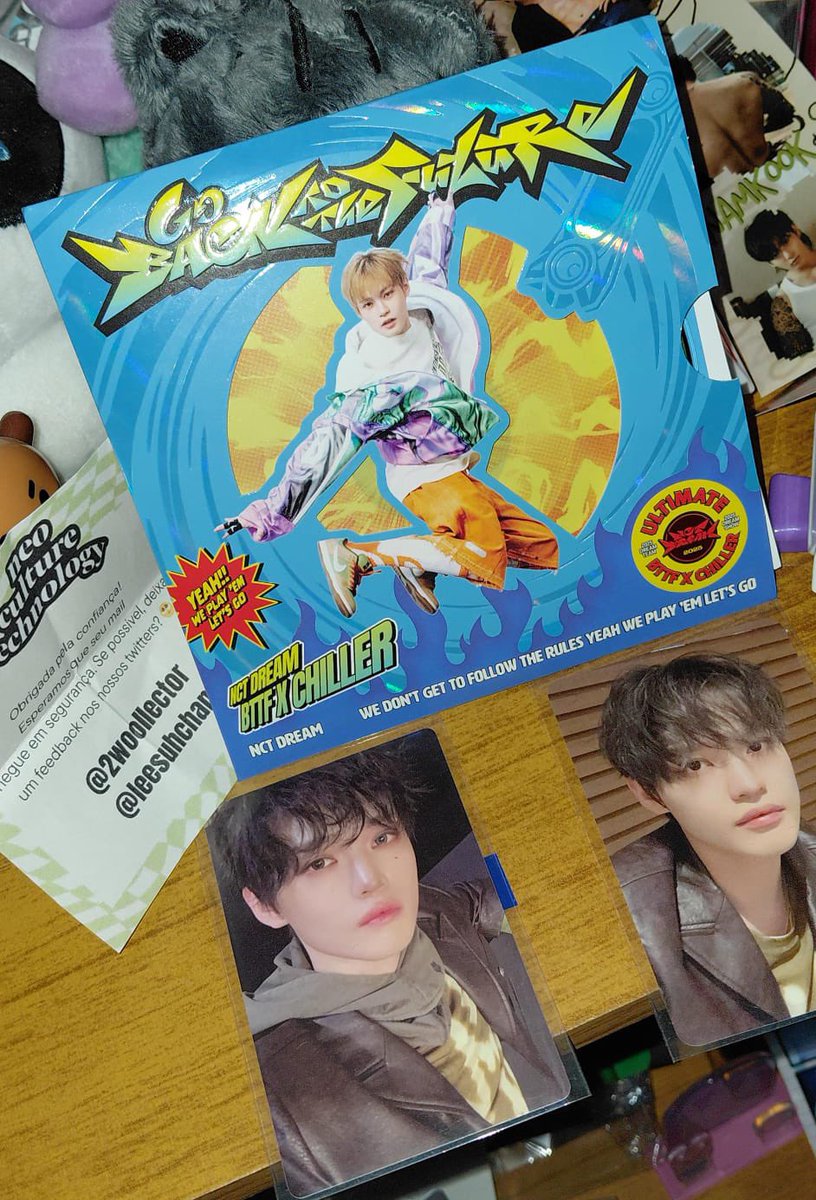 GO
BACK TO
THE FUTURE
YEAH!!
WE PLAY 'EM
LET'S GO
ULTIMATE
2025
BTTF X CHILLER
NCT DREAM
BTTF X CHILLER
NCT DREAM
WE DON'T GET TO FOLLOW THE RULES YEAH WE PLAY 'EM LET'S GO
neo
culture
technology
Obrigada pela confiança!
Esperamos que seu mail
chegue em segurança. Se possível, deixa
um feedback nos nossos twitters?
@2woollector
@leesuhchan